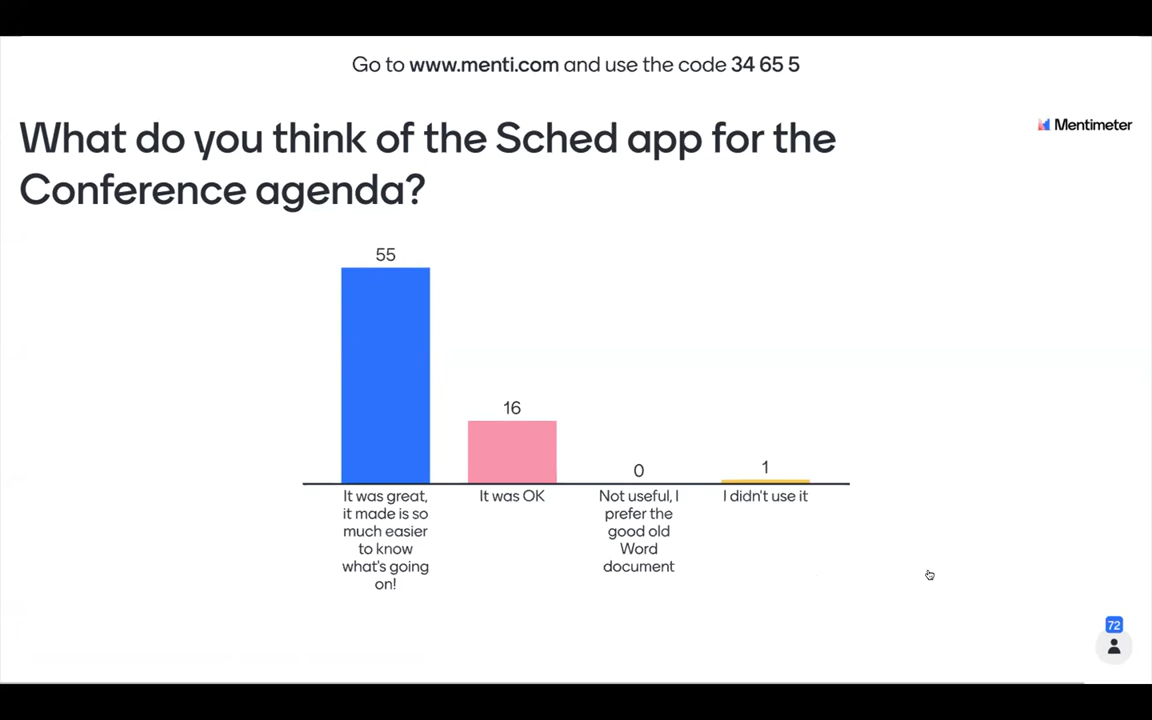 Go to www.menti.com and use the code 34 65 5
What do you think of the Sched app for the
Conference agenda?
Mentimeter
55
16
0
1
It was great,
it made is so
much easier
to know
what's going
on!
It was OK
Not useful, I
prefer the
good old
Word
document
I didn't use it
72